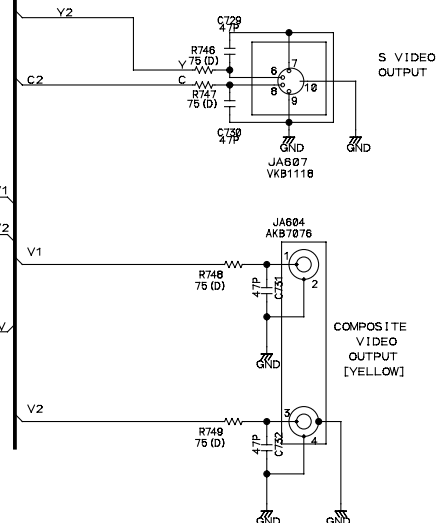 Y2
C729
47P
R746
75(D)
Y
C2
C
R747
75(D)
6
7
8
9
10
C730
47P
S VIDEO
OUTPUT
GND
GND
JA607
VKB1118
V1
V2
V
JA604
AKB7076
V1
1
2
R748
75(D)
47P
C731
GND
COMPOSITE
VIDEO
OUTPUT
[YELLOW]
V2
3
4
R749
75(D)
47P
C732
GND
GND